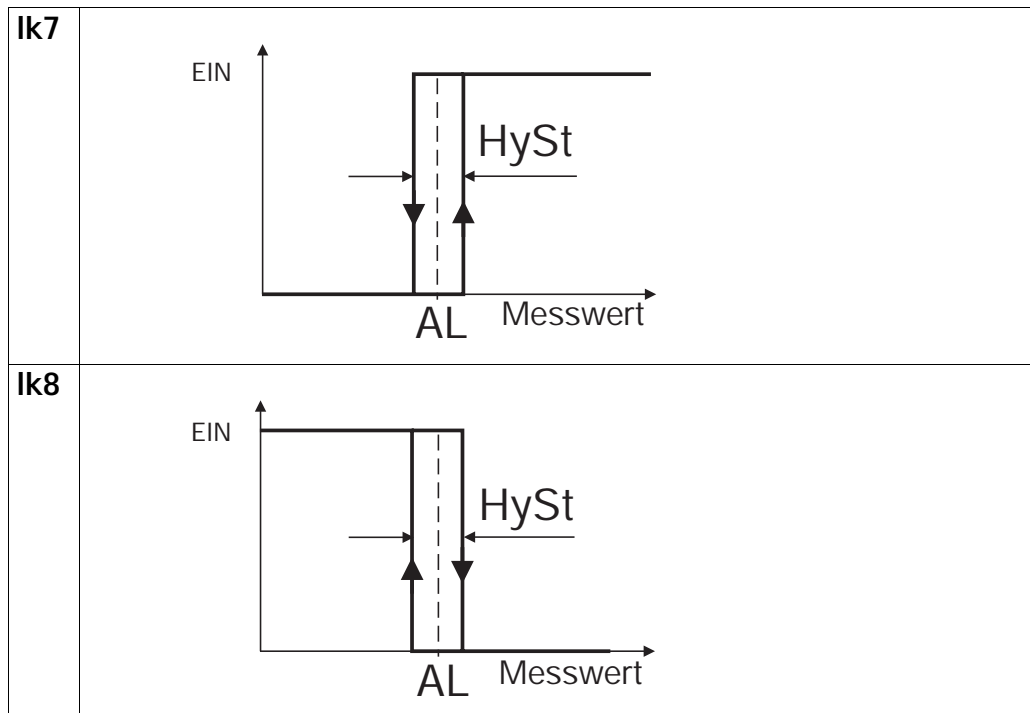 lk7
EIN
HySt
AL
Messwert
lk8
EIN
HySt
AL
Messwert